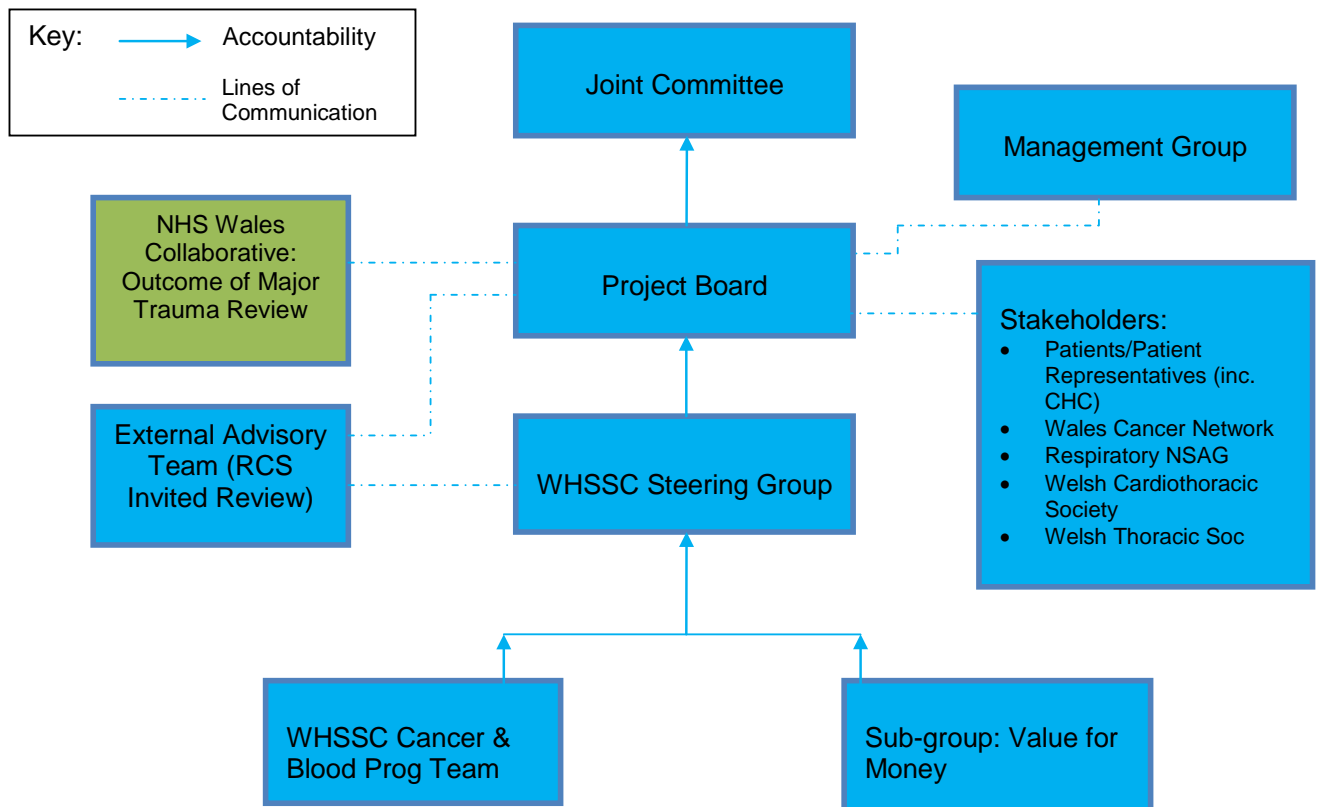 Key:
Accountability
Lines of
Communication
Joint Committee
Management Group
NHS Wales
Collaborative:
Outcome of Major
Trauma Review
Project Board
Stakeholders:
• Patients/Patient
Representatives (inc.
CHC)
• Wales Cancer Network
• Respiratory NSAG
• Welsh Cardiothoracic
Society
• Welsh Thoracic Soc
External Advisory
Team (RCS
Invited Review)
WHSSC Steering Group
WHSSC Cancer &
Blood Prog Team
Sub-group: Value for
Money